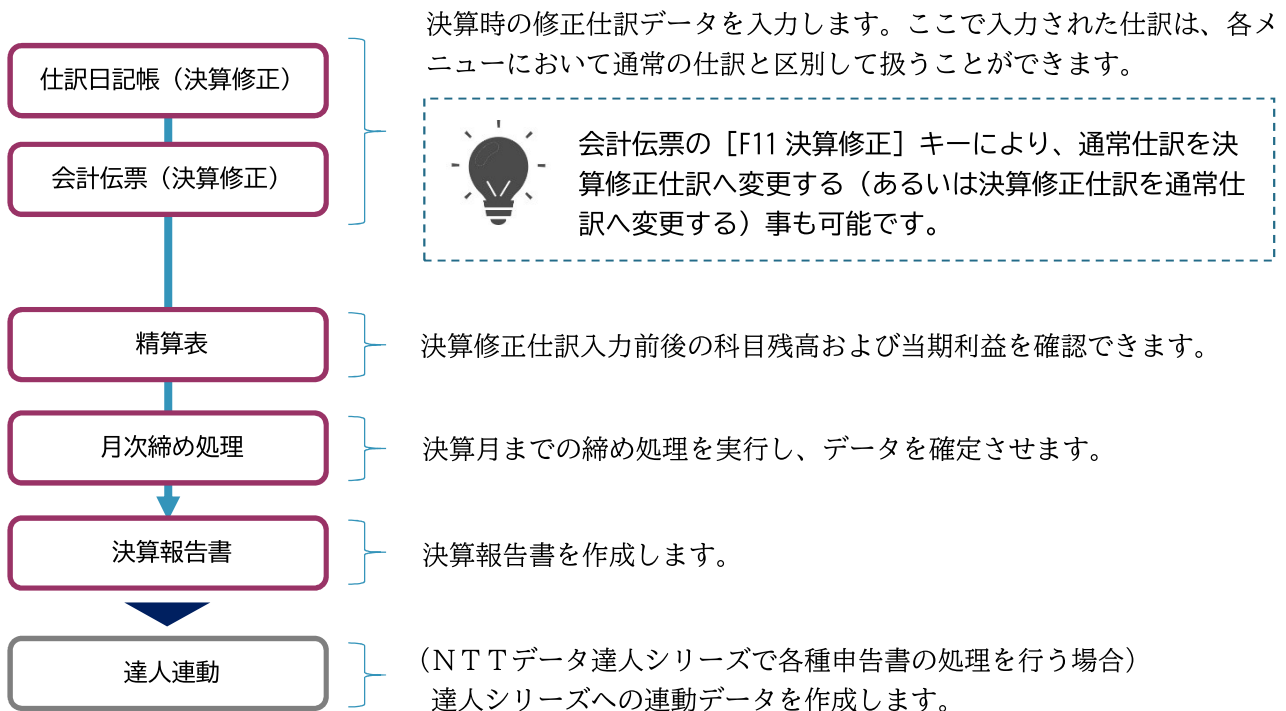 決算時の修正仕訳データを入力します。ここで入力された仕訳は、各メ
ニューにおいて通常の仕訳と区別して扱うことができます。
仕訳日記帳（決算修正）
会計伝票（決算修正）
会計伝票の［F11 決算修正］キーにより、通常仕訳を決
算修正仕訳へ変更する（あるいは決算修正仕訳を通常仕
訳へ変更する）事も可能です。
精算表
決算修正仕訳入力前後の科目残高および当期利益を確認できます。
月次締め処理
決算月までの締め処理を実行し、データを確定させます。
決算報告書
決算報告書を作成します。
達人連動
（ＮＴＴデータ達人シリーズで各種申告書の処理を行う場合）
達人シリーズへの連動データを作成します。